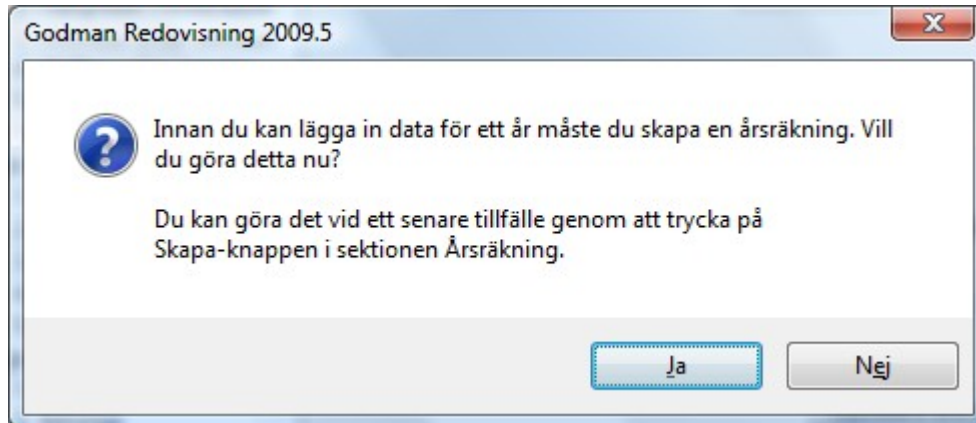 Godman Redovisning 2009.5
Innan du kan lägga in data för ett år måste du skapa en årsräkning. Vill
du göra detta nu?
Du kan göra det vid ett senare tillfälle genom att trycka på
Skapa-knappen i sektionen Årsräkning.
Ja
Nej